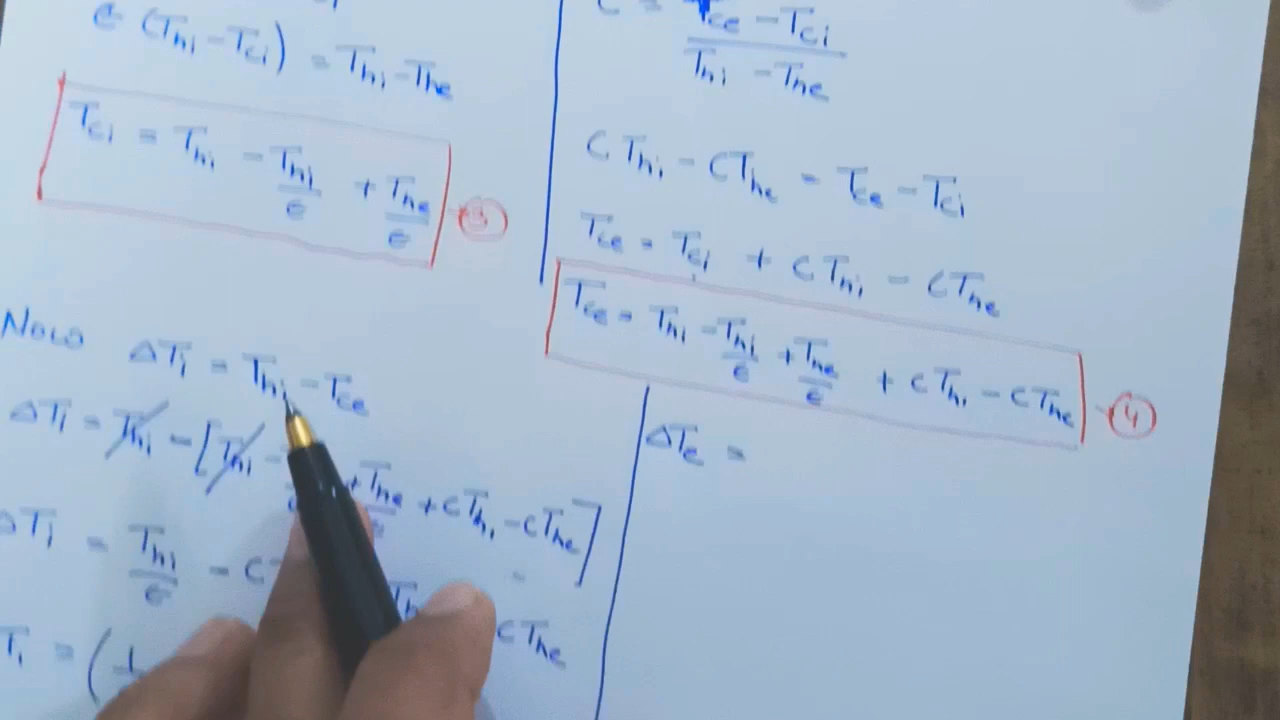 ϵ (Thi - Tci) = Thi - The
Tci = Thi - Thi/ϵ + The/ϵ - ③
Now ΔTi = Thi - Tce
ΔTi = Thi - [Thi - + The + CThi - CThe]
ΔTi = Thi/ϵ - C CThe
Ti = (1
C = Tce - Tci / Thi - The
CThi - CThe = Tce - Tci
Tce = Tci + CThi - CThe
Tce = Thi - Thi/ϵ + The/ϵ + CThi - CThe - ④
ΔTe =